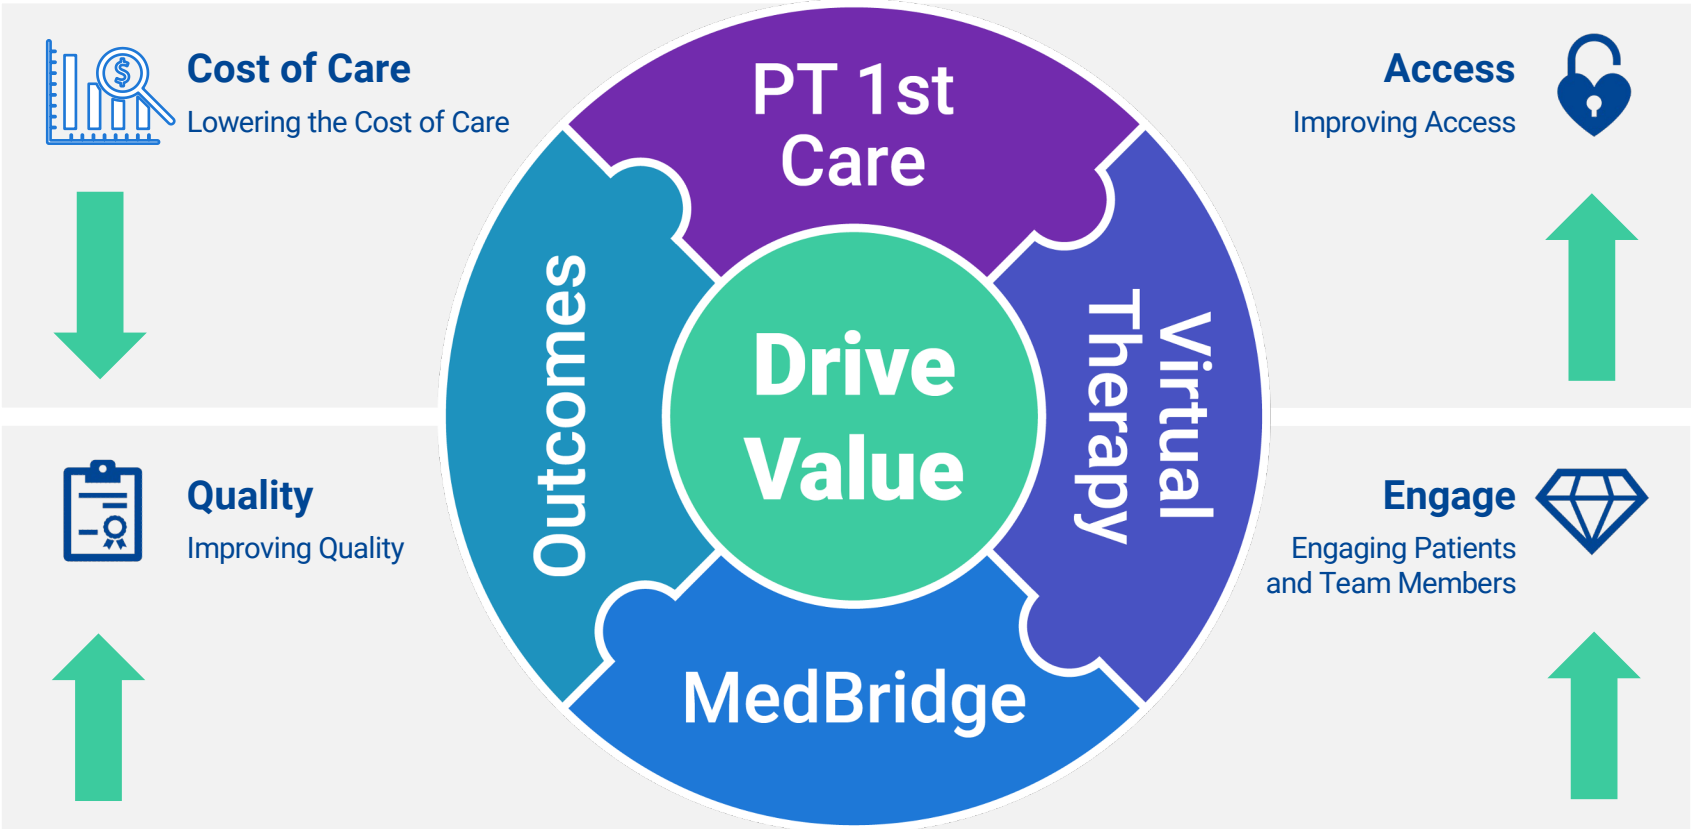 Cost of Care
Lowering the Cost of Care
PT 1st
Care
Access
Improving Access
Outcomes
Drive
Value
Virtual
Therapy
Quality
Improving Quality
MedBridge
Engage
Engaging Patients
and Team Members
$